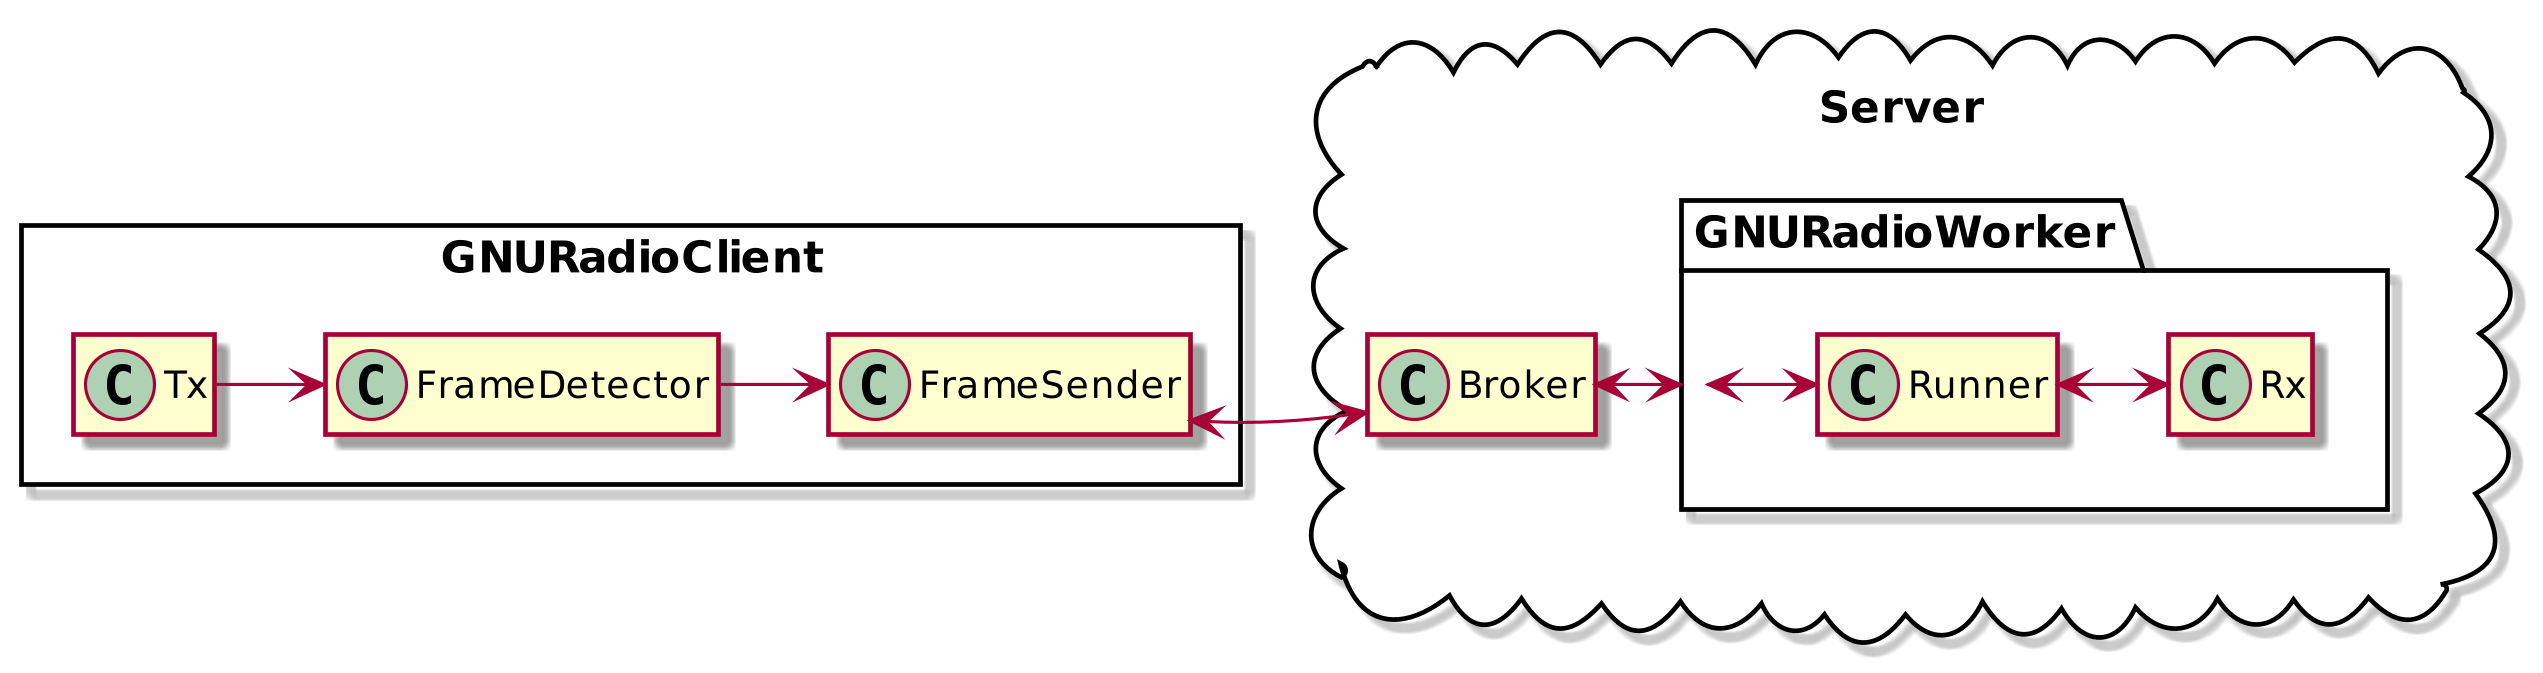 Server
GNURadioWorker
GNURadioClient
C Tx
C FrameDetector
C FrameSender
C Broker
C Runner
C Rx